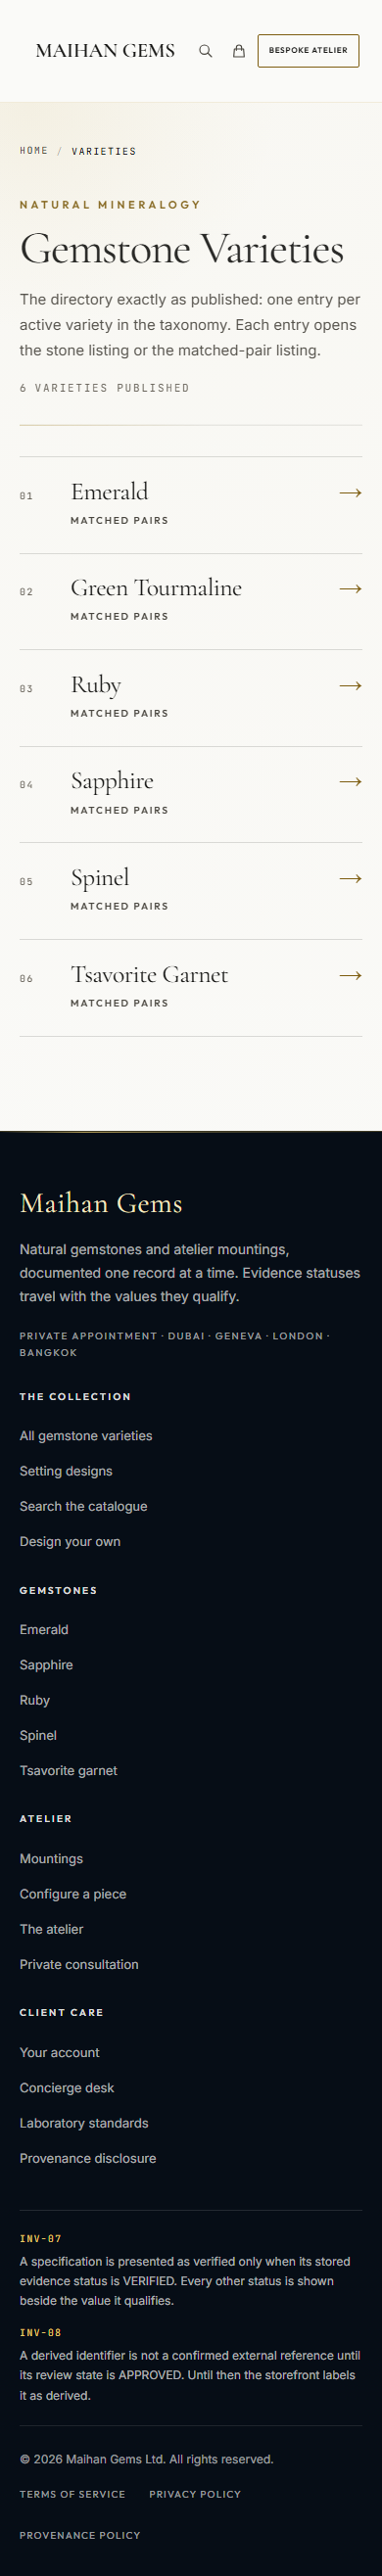 MAIHAN GEMS
BESPOKE ATELIER
HOME / VARIETIES
NATURAL MINERALOGY
Gemstone Varieties
The directory exactly as published: one entry per
active variety in the taxonomy. Each entry opens
the stone listing or the matched-pair listing.
6 VARIETIES PUBLISHED
01 Emerald →
MATCHED PAIRS
02 Green Tourmaline →
MATCHED PAIRS
03 Ruby →
MATCHED PAIRS
04 Sapphire →
MATCHED PAIRS
05 Spinel →
MATCHED PAIRS
06 Tsavorite Garnet →
MATCHED PAIRS
Maihan Gems
Natural gemstones and atelier mountings,
documented one record at a time. Evidence statuses
travel with the values they qualify.
PRIVATE APPOINTMENT · DUBAI · GENEVA · LONDON ·
BANGKOK
THE COLLECTION
All gemstone varieties
Setting designs
Search the catalogue
Design your own
GEMSTONES
Emerald
Sapphire
Ruby
Spinel
Tsavorite garnet
ATELIER
Mountings
Configure a piece
The atelier
Private consultation
CLIENT CARE
Your account
Concierge desk
Laboratory standards
Provenance disclosure
INV-07
A specification is presented as verified only when its stored
evidence status is VERIFIED. Every other status is shown
beside the value it qualifies.
INV-08
A derived identifier is not a confirmed external reference until
its review state is APPROVED. Until then the storefront labels
it as derived.
© 2026 Maihan Gems Ltd. All rights reserved.
TERMS OF SERVICE PRIVACY POLICY
PROVENANCE POLICY